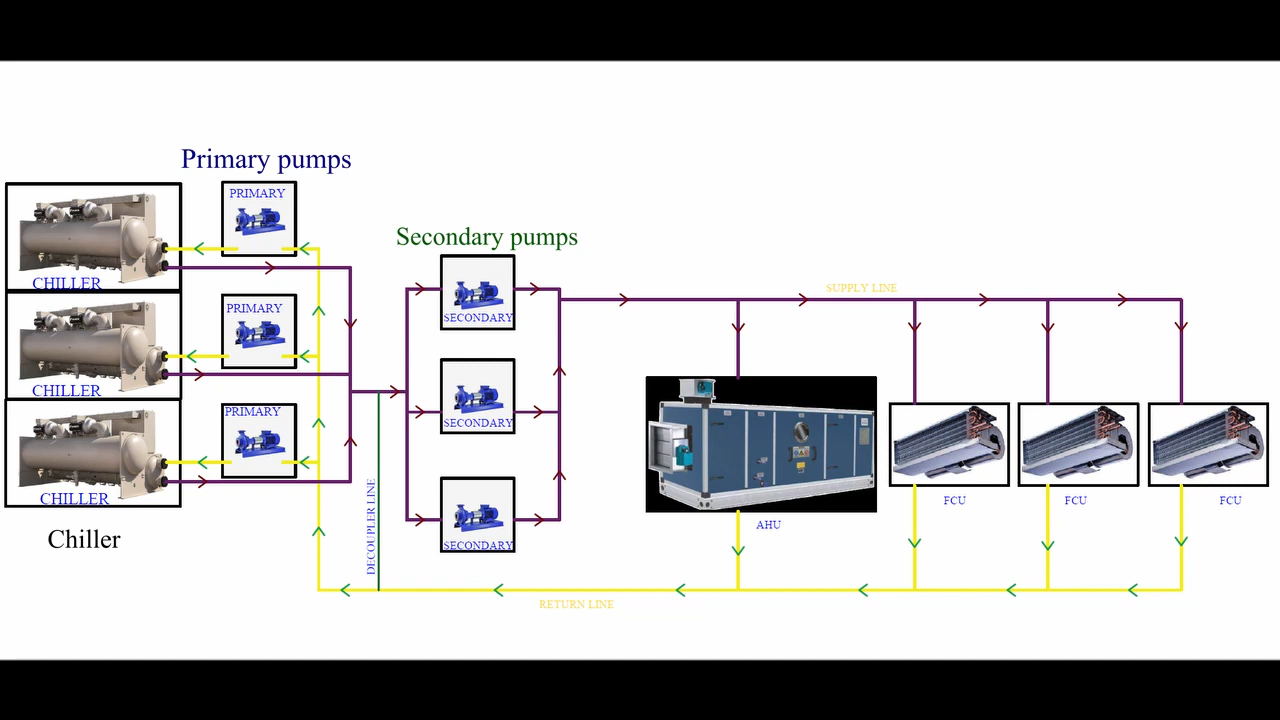 Primary pumps
PRIMARY
Secondary pumps
CHILLER
SUPPLY LINE
PRIMARY
SECONDARY
CHILLER
PRIMARY
SECONDARY
CHILLER
DECOUPLER LINE
FCU
FCU
FCU
AHU
Chiller
SECONDARY
RETURN LINE